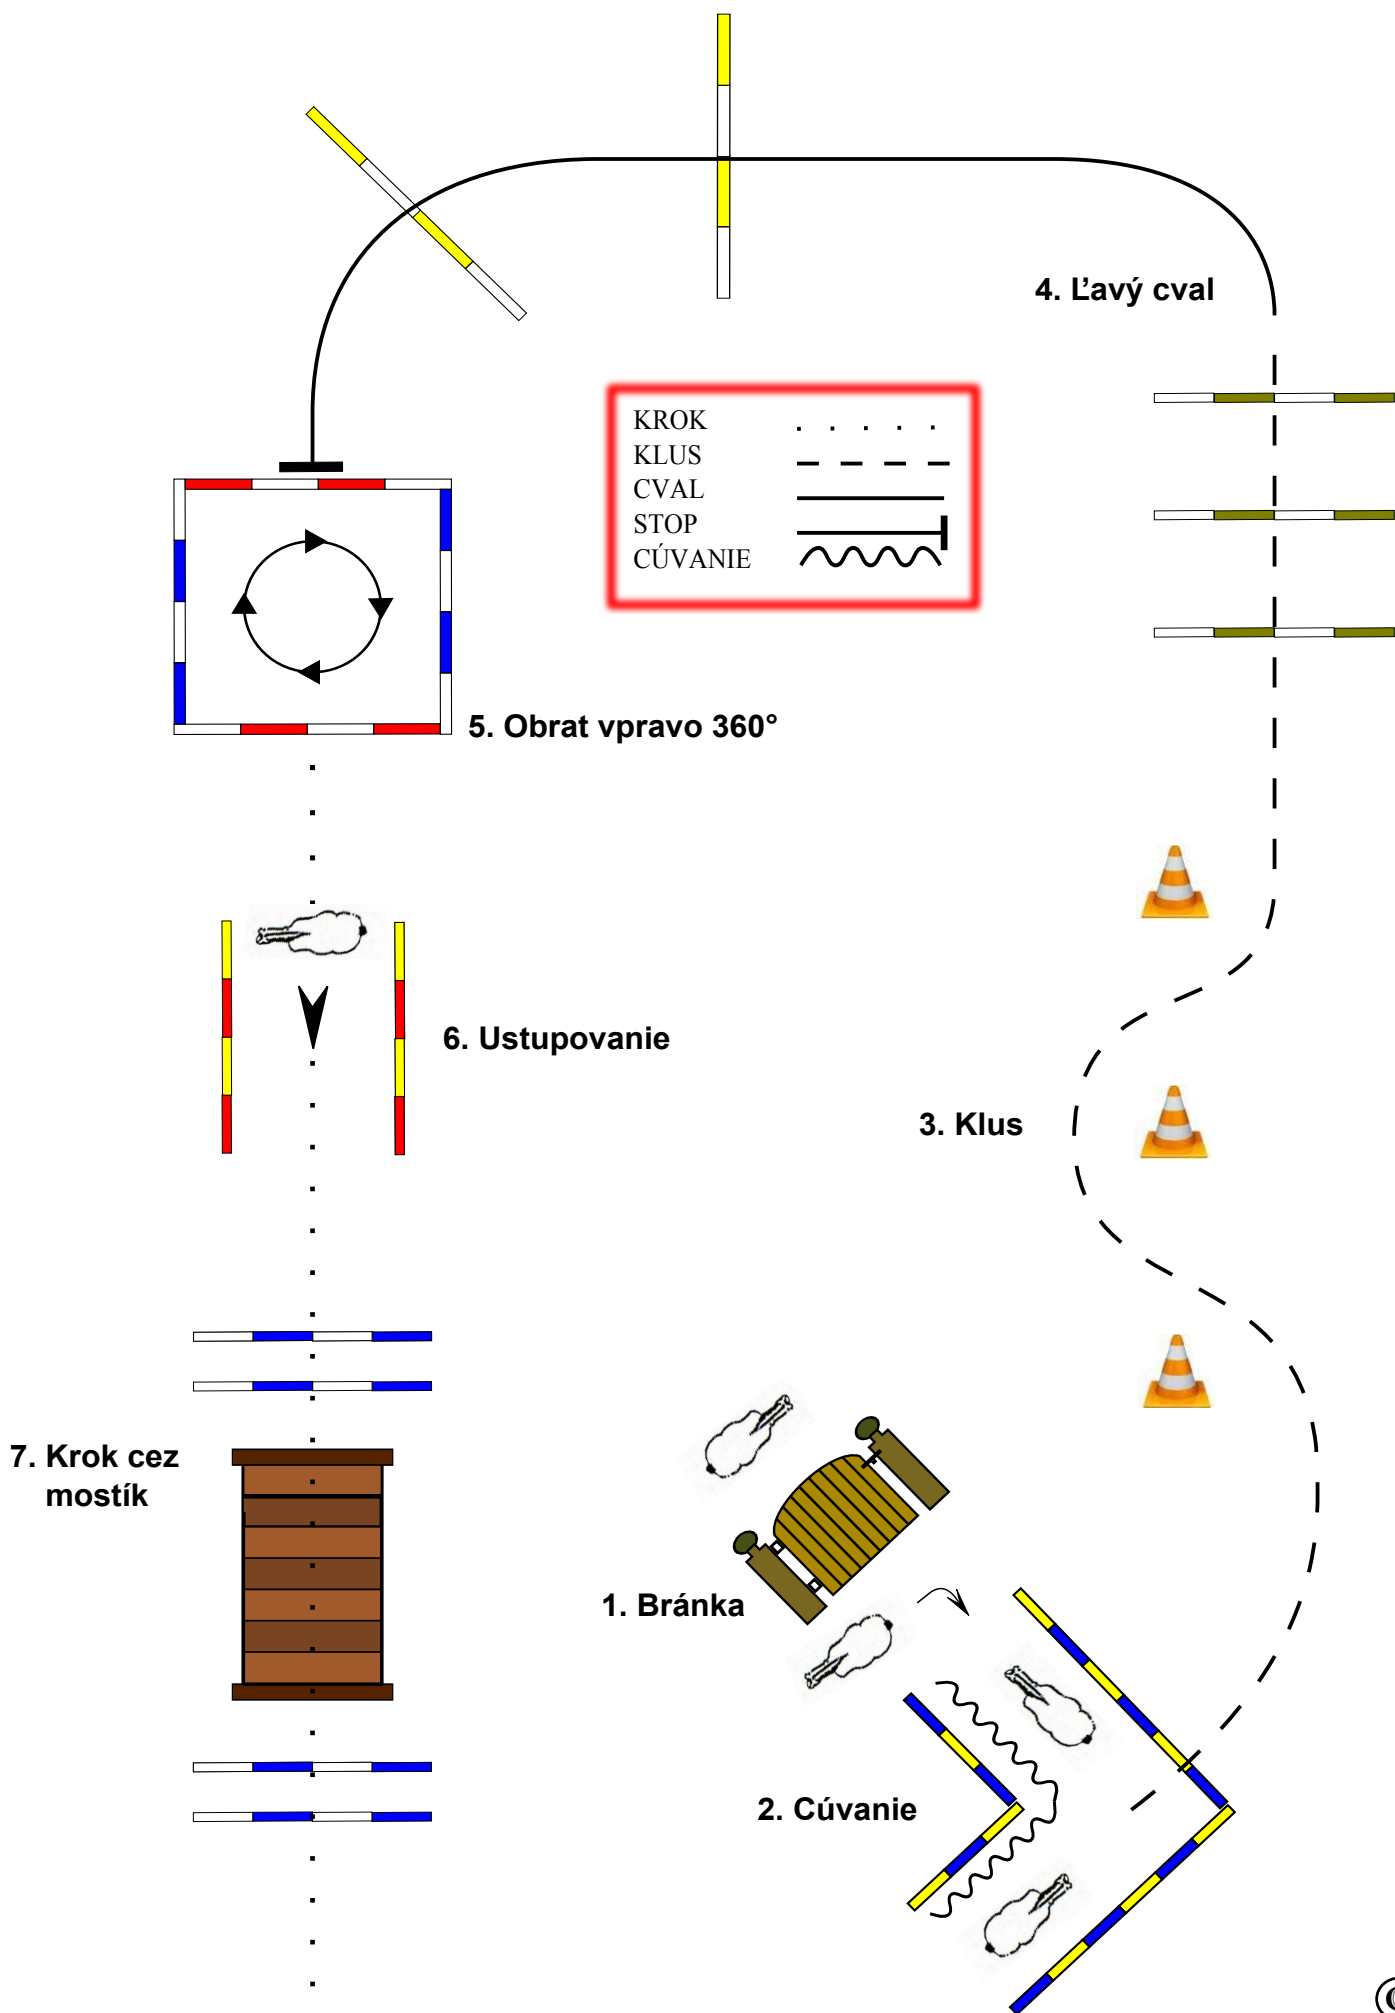 4. Ľavý cval
KROK
KLUS
CVAL
STOP
CÚVANIE
5. Obrat vpravo 360°
6. Ustupovanie
3. Klus
7. Krok cez
mostík
1. Bránka
2. Cúvanie